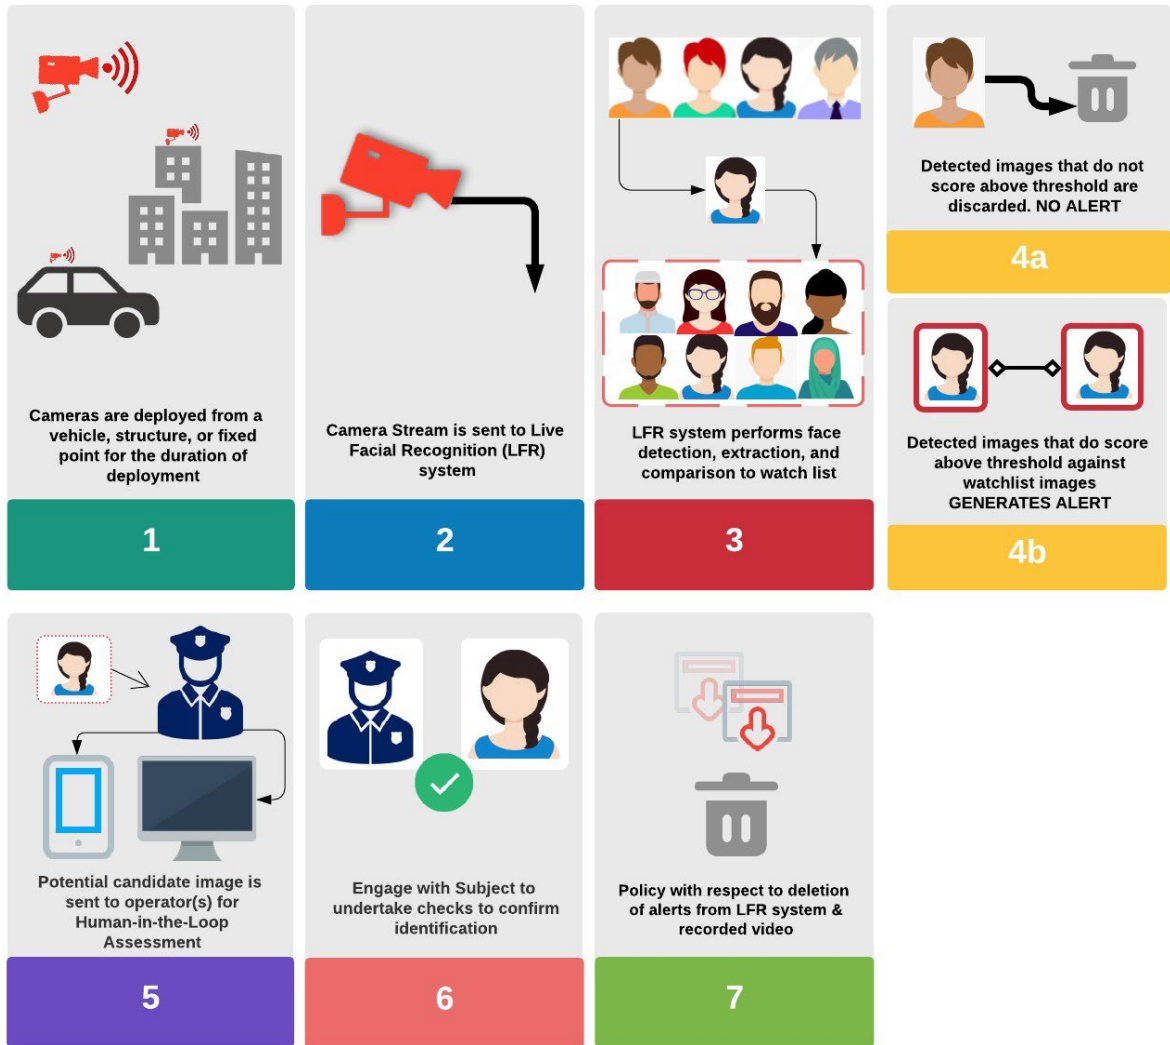 Cameras are deployed from a
vehicle, structure, or fixed
point for the duration of
deployment
1
Camera Stream is sent to Live
Facial Recognition (LFR)
system
2
LFR system performs face
detection, extraction, and
comparison to watch list
3
Detected images that do not
score above threshold are
discarded. NO ALERT
4a
Detected images that do score
above threshold against
watchlist images
GENERATES ALERT
4b
Potential candidate image is
sent to operator(s) for
Human-in-the-Loop
Assessment
5
Engage with Subject to
undertake checks to confirm
identification
6
Policy with respect to deletion
of alerts from LFR system &
recorded video
7